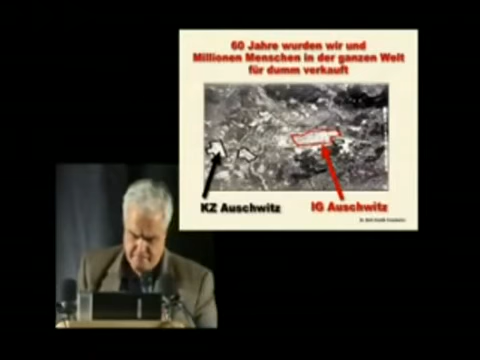 60 Jahre wurden wir und
Millionen Menschen in der ganzen Welt
für dumm verkauft
KZ Auschwitz
IG Auschwitz